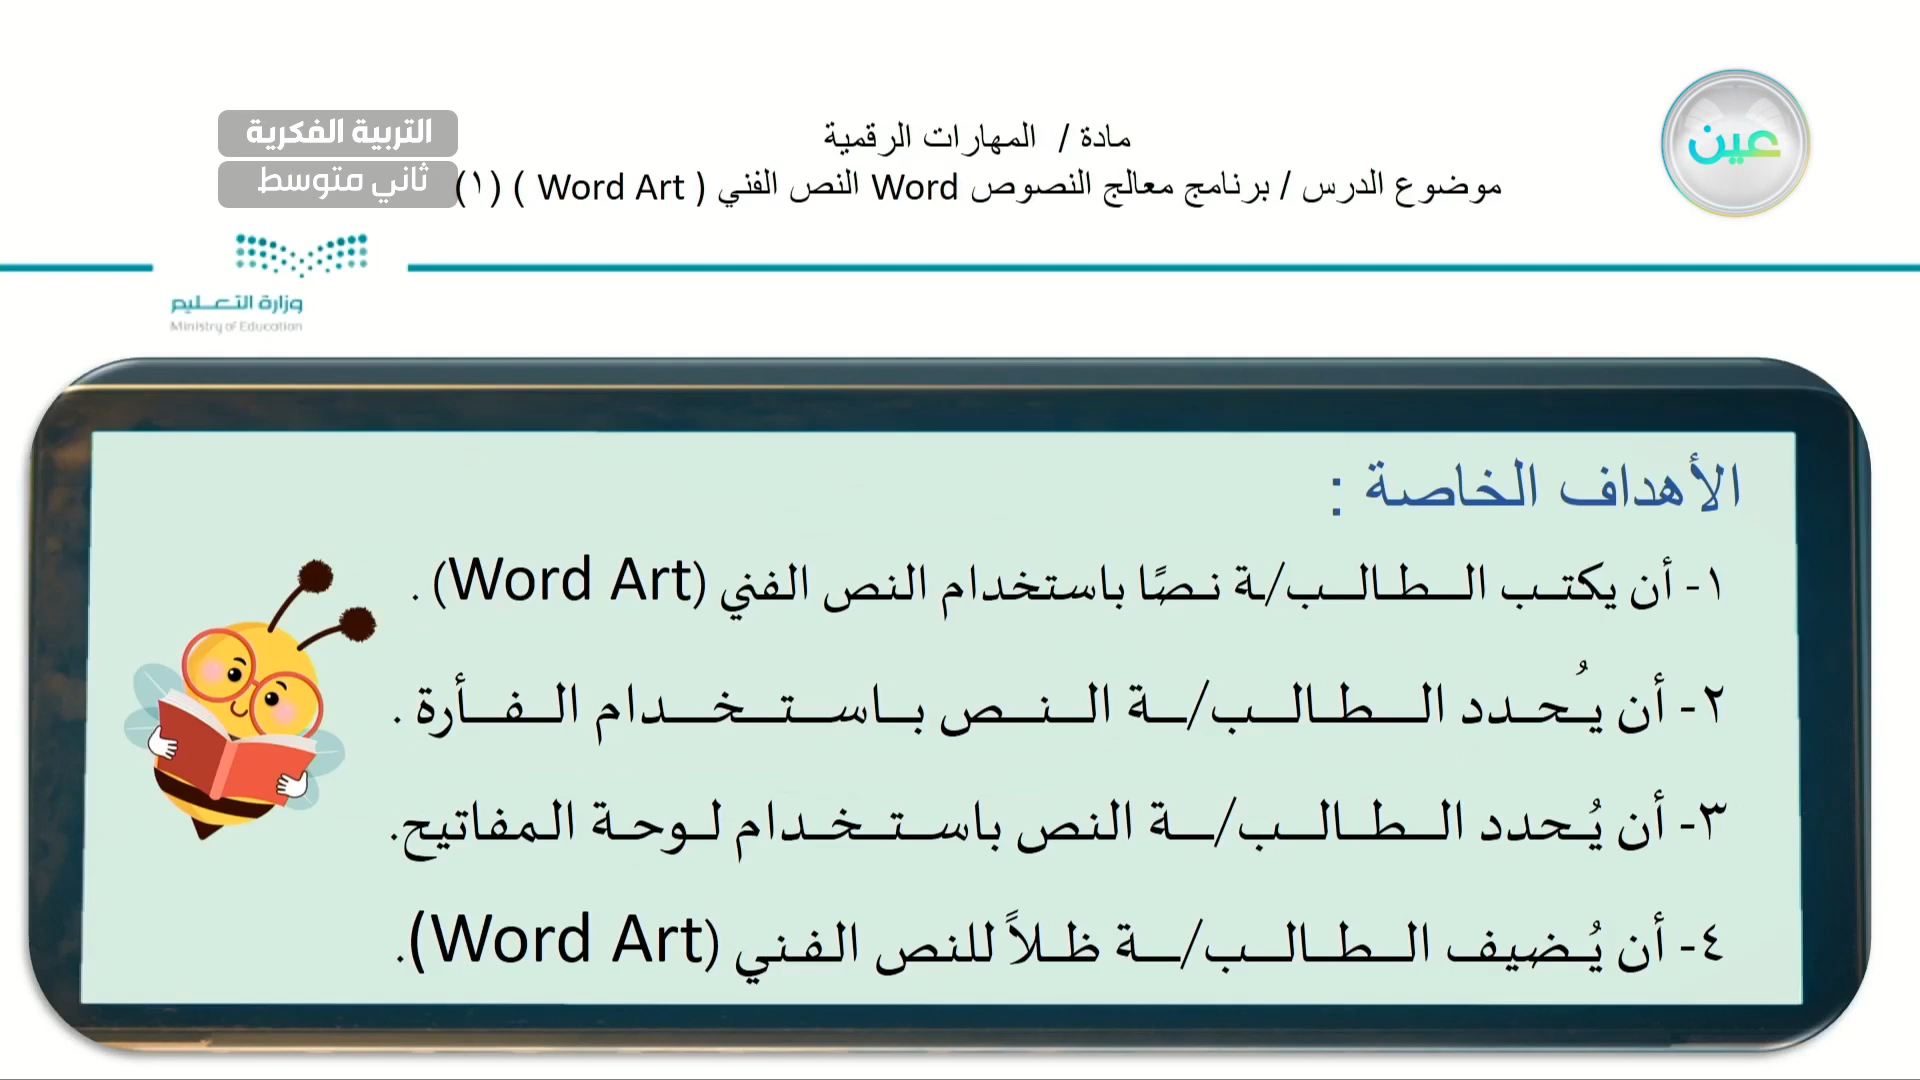 مادة / المهارات الرقمية
موضوع الدرس / برنامج معالج النصوص Word النص الفني ( Word Art ) (١)
التربية الفكرية
ثاني متوسط
عين
وزارة التعليم
Ministry of Education
الأهداف الخاصة :
١- أن يكتب الطالب/ة نصًا باستخدام النص الفني (Word Art) .
٢- أن يُحدد الطالب/ة النص باستخدام الفأرة .
٣- أن يُحدد الطالب/ة النص باستخدام لوحة المفاتيح.
٤- أن يُضيف الطالب/ة ظلاً للنص الفني (Word Art).